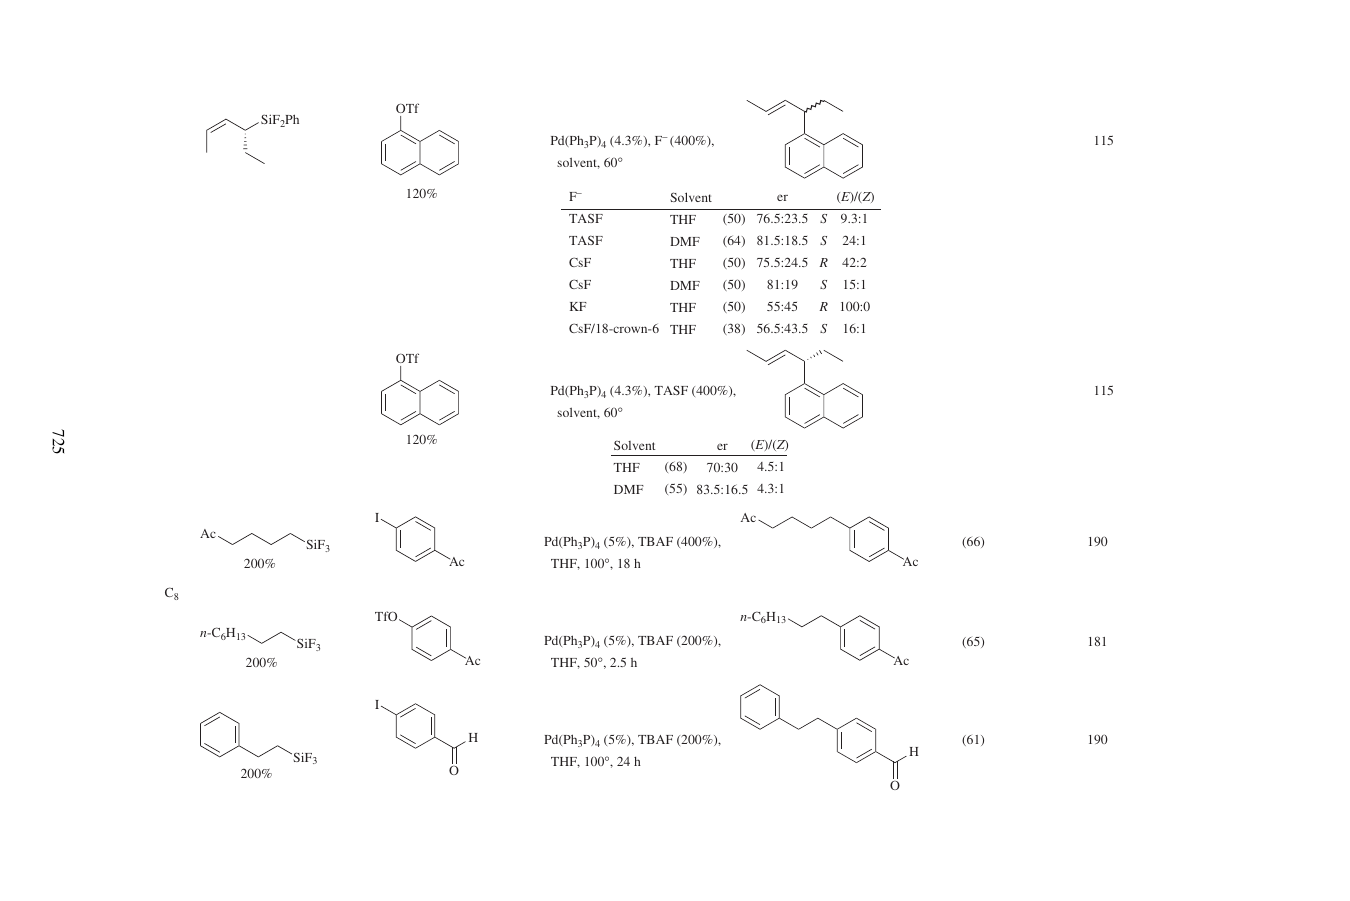 OTf
SiF2Ph
Pd(Ph3P)4 (4.3%), F– (400%),
115
solvent, 60°
120%
F– Solvent er (E)/(Z)
TASF THF (50) 76.5:23.5 S 9.3:1
TASF DMF (64) 81.5:18.5 S 24:1
CsF THF (50) 75.5:24.5 R 42:2
CsF DMF (50) 81:19 S 15:1
KF THF (50) 55:45 R 100:0
CsF/18-crown-6 THF (38) 56.5:43.5 S 16:1
OTf
Pd(Ph3P)4 (4.3%), TASF (400%),
115
solvent, 60°
120%
725
Solvent er (E)/(Z)
THF (68) 70:30 4.5:1
DMF (55) 83.5:16.5 4.3:1
Ac
SiF3
200%
I
Ac
Pd(Ph3P)4 (5%), TBAF (400%),
THF, 100°, 18 h
Ac
Ac
(66)
190
C8
n-C6H13
SiF3
200%
TfO
Ac
Pd(Ph3P)4 (5%), TBAF (200%),
THF, 50°, 2.5 h
n-C6H13
Ac
(65)
181
SiF3
200%
I
H
O
Pd(Ph3P)4 (5%), TBAF (200%),
THF, 100°, 24 h
H
O
(61)
190